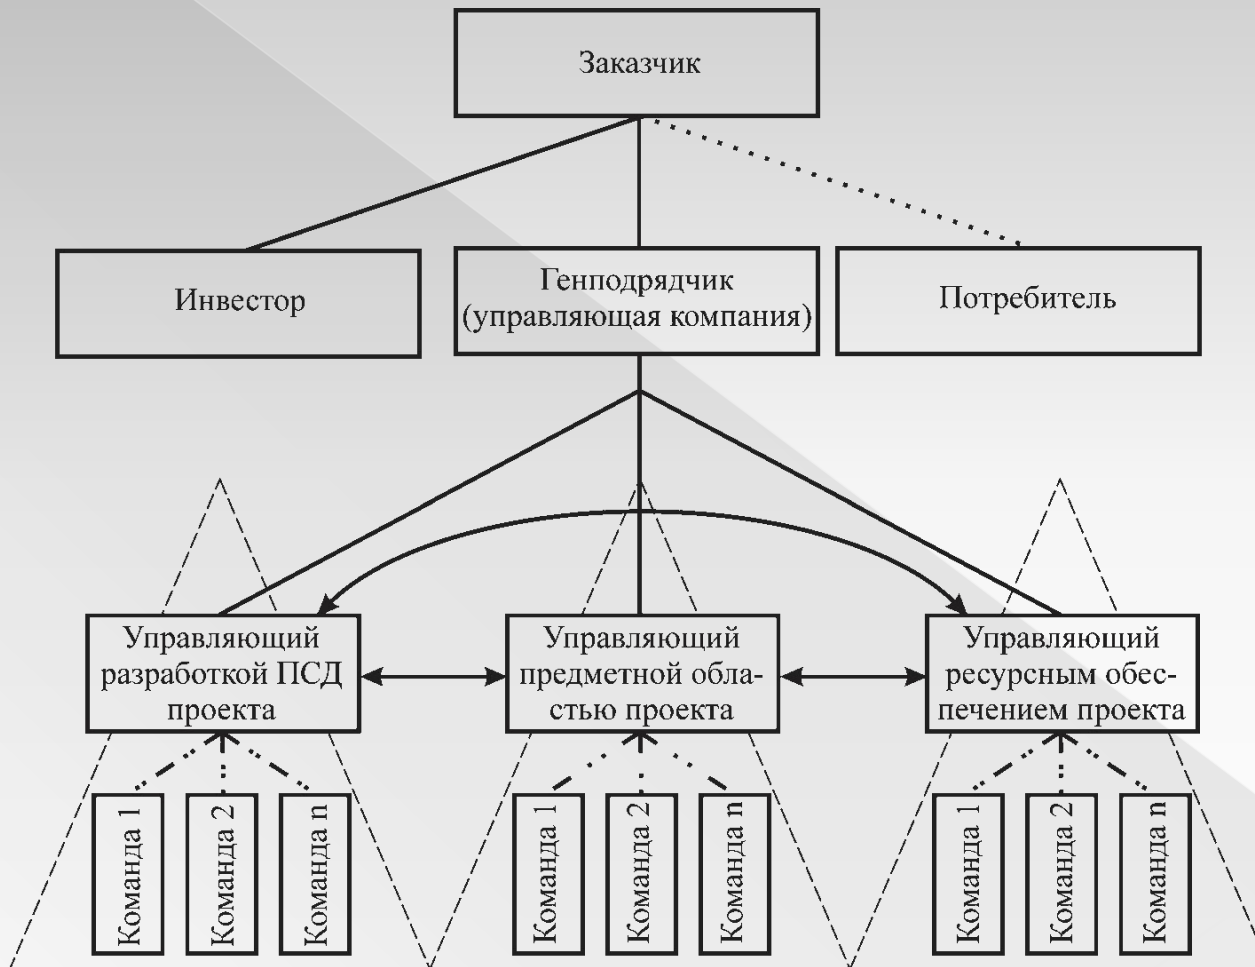 Заказчик
Инвестор
Генподрядчик
(управляющая компания)
Потребитель
Управляющий
разработкой ПСД
проекта
Управляющий
предметной обла-
стью проекта
Управляющий
ресурсным обес-
печением проекта
Команда 1
Команда 2
Команда n
Команда 1
Команда 2
Команда n
Команда 1
Команда 2
Команда n